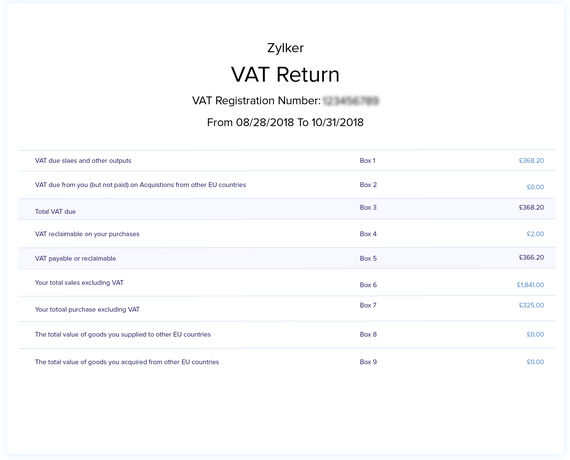 Zylker
VAT Return
VAT Registration Number:
From 08/28/2018 To 10/31/2018
VAT due slaes and other outputs Box 1 £368.20
VAT due from you (but not paid) on Acquistions from other EU countries Box 2 £0.00
Total VAT due Box 3 £368.20
VAT reclaimable on your purchases Box 4 £2.00
VAT payable or reclaimable Box 5 £366.20
Your total sales excluding VAT Box 6 £1,841.00
Your totoal purchase excluding VAT Box 7 £325.00
The total value of goods you supplied to other EU countries Box 8 £0.00
The total value of goods you acquired from other EU countries Box 9 £0.00